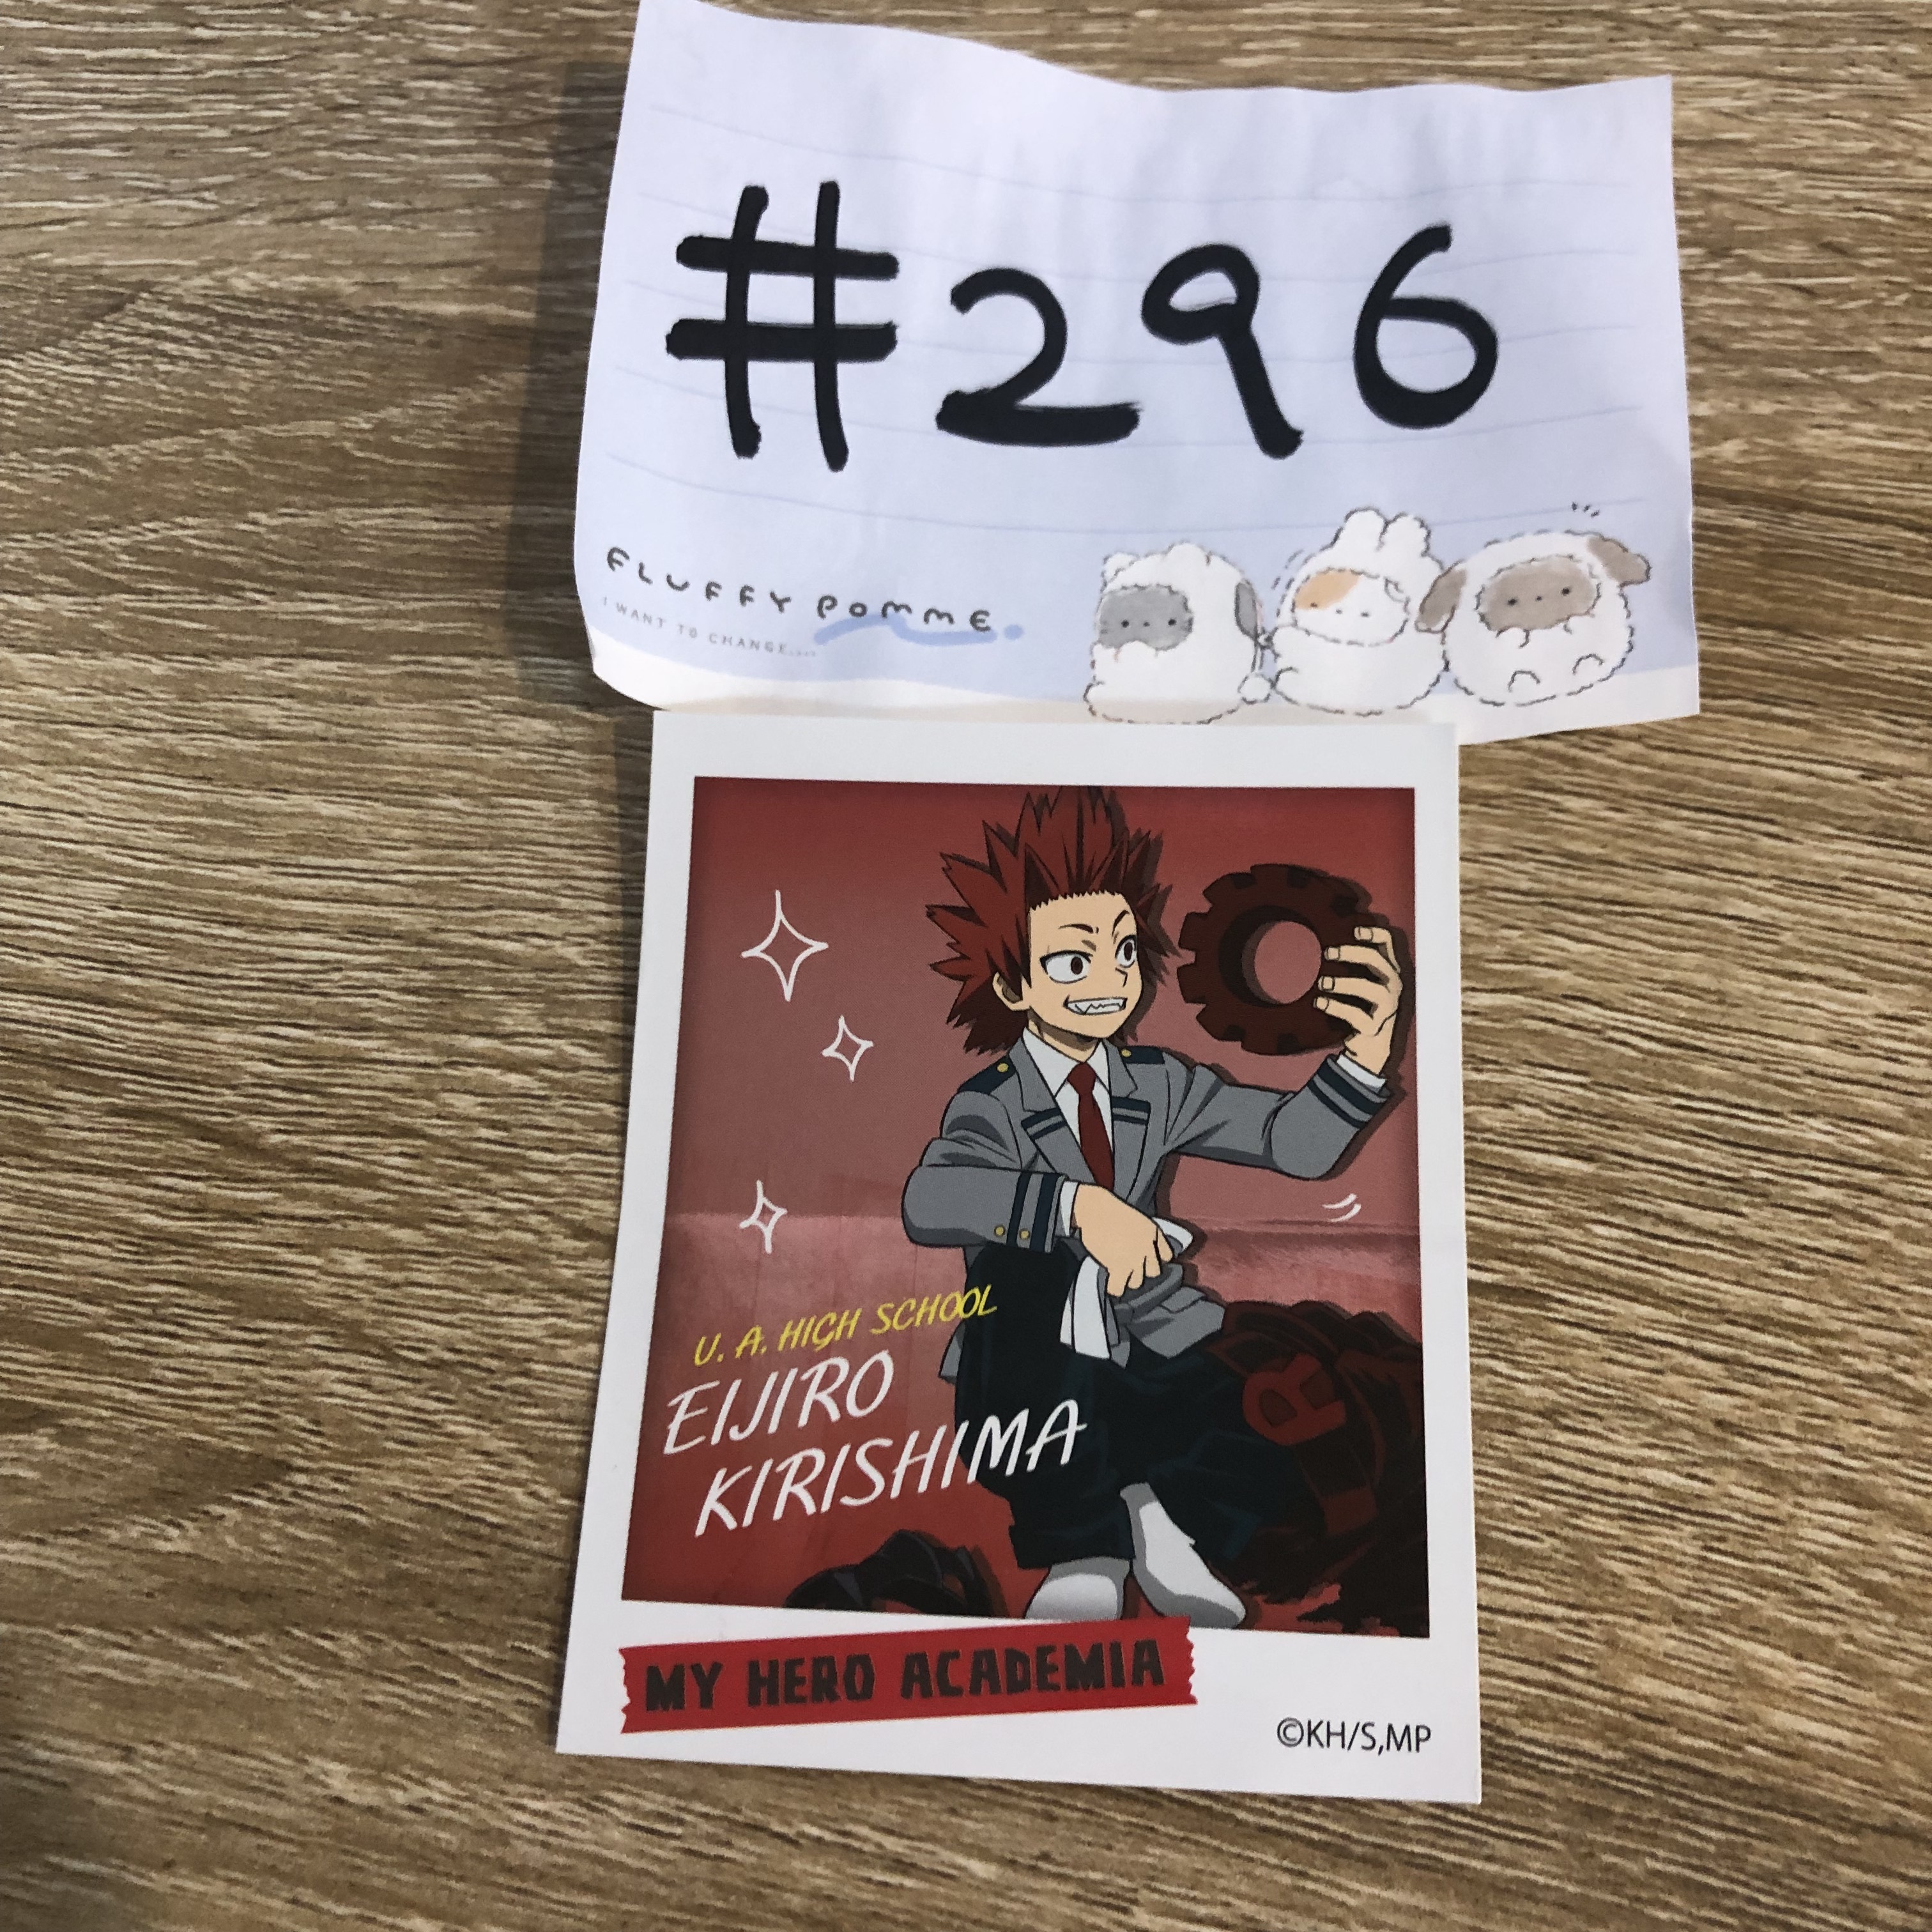 #296
FLUFFY POMME.
I WANT TO CHANGE....
U. A. HIGH SCHOOL
EIJIRO
KIRISHIMA
R
MY HERO ACADEMIA
©KH/S,MP